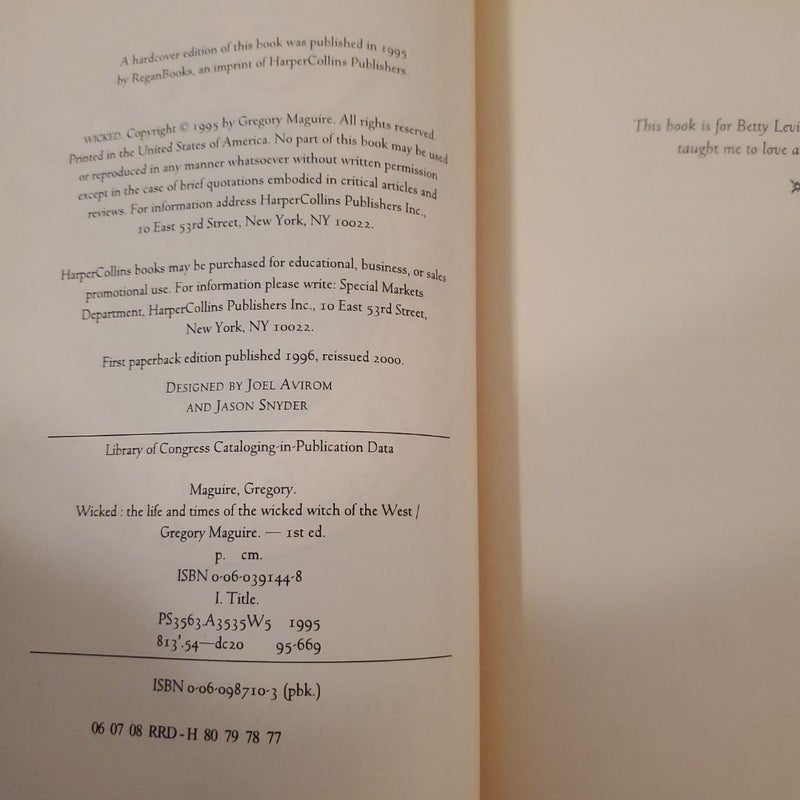 A hardcover edition of this book was published in 1995
by ReganBooks, an imprint of HarperCollins Publishers.
WICKED. Copyright © 1995 by Gregory Maguire. All rights reserved.
Printed in the United States of America. No part of this book may be used
or reproduced in any manner whatsoever without written permission
except in the case of brief quotations embodied in critical articles and
reviews. For information address HarperCollins Publishers Inc.,
10 East 53rd Street, New York, NY 10022.
HarperCollins books may be purchased for educational, business, or sales
promotional use. For information please write: Special Markets
Department, HarperCollins Publishers Inc., 10 East 53rd Street,
New York, NY 10022.
First paperback edition published 1996, reissued 2000.
DESIGNED BY JOEL AVIROM
AND JASON SNYDER
Library of Congress Cataloging-in-Publication Data
Maguire, Gregory.
Wicked : the life and times of the wicked witch of the West /
Gregory Maguire. — 1st ed.
p. cm.
ISBN 0-06-039144-8
I. Title.
PS3563.A3535W5 1995
813'.54—dc20 95-669
ISBN 0-06-098710-3 (pbk.)
06 07 08 RRD-H 80 79 78 77
This book is for Betty Levi
taught me to love a